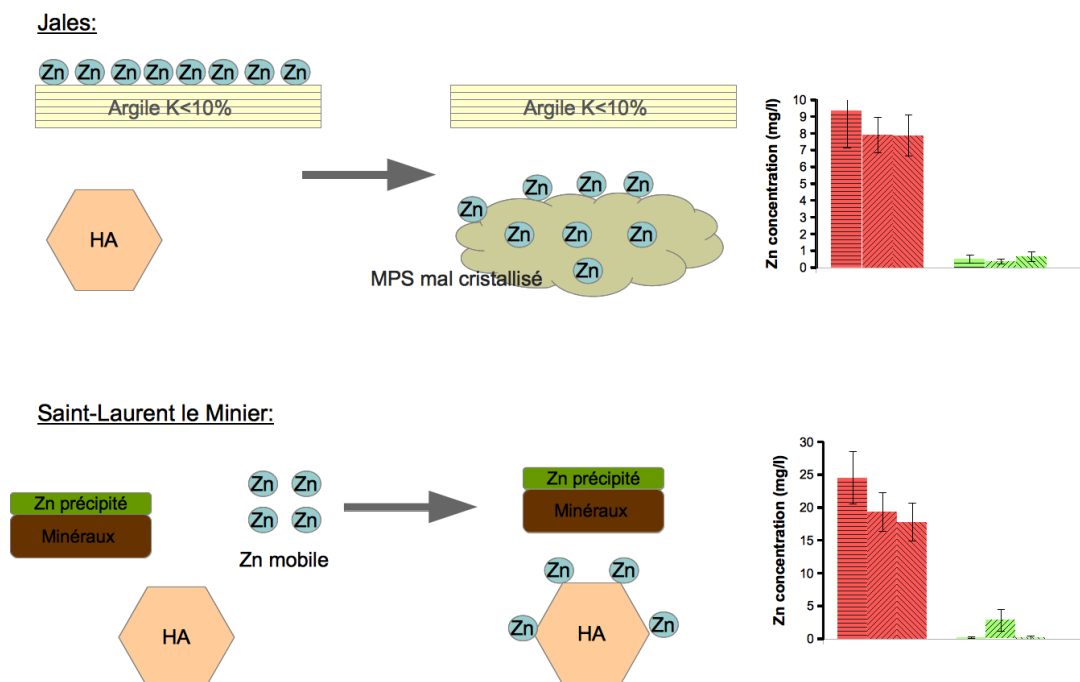 Jales:
Zn Zn Zn Zn Zn Zn Zn Zn
Argile K<10%
Argile K<10%
HA
Zn Zn Zn Zn
Zn Zn Zn
Zn
Zn
MPS mal cristallisé
Zn concentration (mg/l)
10
9
8
7
6
5
4
3
2
1
0
Saint-Laurent le Minier:
Zn précipité
Minéraux
Zn Zn
Zn Zn
Zn mobile
HA
Zn précipité
Minéraux
Zn Zn
Zn Zn
HA
Zn concentration (mg/l)
30
25
20
15
10
5
0